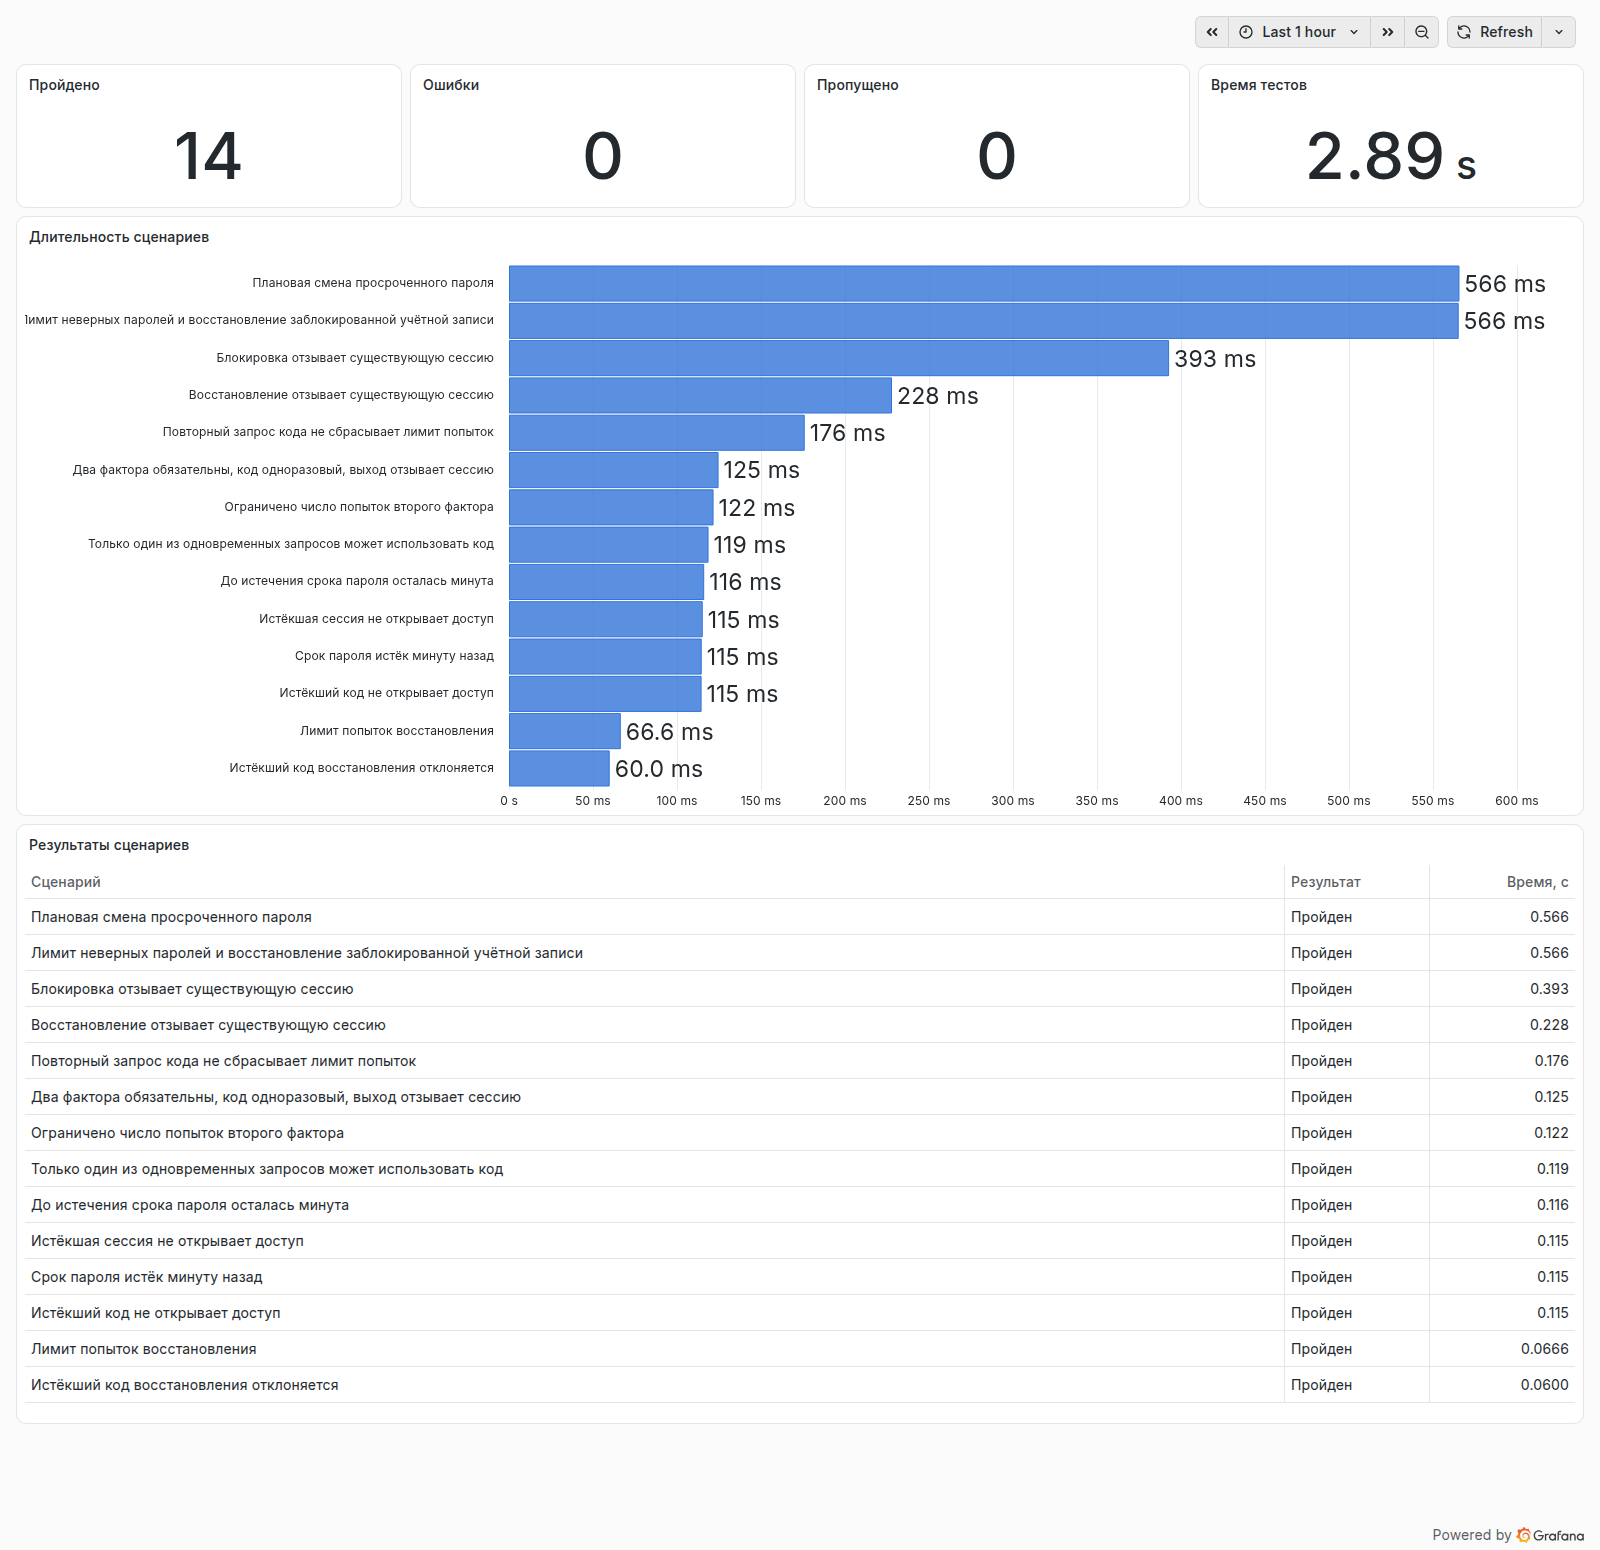 Last 1 hour
Refresh
Пройдено
14
Ошибки
0
Пропущено
0
Время тестов
2.89 s
Длительность сценариев
Плановая смена просроченного пароля 566 ms
имит неверных паролей и восстановление заблокированной учётной записи 566 ms
Блокировка отзывает существующую сессию 393 ms
Восстановление отзывает существующую сессию 228 ms
Повторный запрос кода не сбрасывает лимит попыток 176 ms
Два фактора обязательны, код одноразовый, выход отзывает сессию 125 ms
Ограничено число попыток второго фактора 122 ms
Только один из одновременных запросов может использовать код 119 ms
До истечения срока пароля осталась минута 116 ms
Истёкшая сессия не открывает доступ 115 ms
Срок пароля истёк минуту назад 115 ms
Истёкший код не открывает доступ 115 ms
Лимит попыток восстановления 66.6 ms
Истёкший код восстановления отклоняется 60.0 ms
0 s 50 ms 100 ms 150 ms 200 ms 250 ms 300 ms 350 ms 400 ms 450 ms 500 ms 550 ms 600 ms
Результаты сценариев
Сценарий Результат Время, с
Плановая смена просроченного пароля Пройден 0.566
Лимит неверных паролей и восстановление заблокированной учётной записи Пройден 0.566
Блокировка отзывает существующую сессию Пройден 0.393
Восстановление отзывает существующую сессию Пройден 0.228
Повторный запрос кода не сбрасывает лимит попыток Пройден 0.176
Два фактора обязательны, код одноразовый, выход отзывает сессию Пройден 0.125
Ограничено число попыток второго фактора Пройден 0.122
Только один из одновременных запросов может использовать код Пройден 0.119
До истечения срока пароля осталась минута Пройден 0.116
Истёкшая сессия не открывает доступ Пройден 0.115
Срок пароля истёк минуту назад Пройден 0.115
Истёкший код не открывает доступ Пройден 0.115
Лимит попыток восстановления Пройден 0.0666
Истёкший код восстановления отклоняется Пройден 0.0600
Powered by Grafana